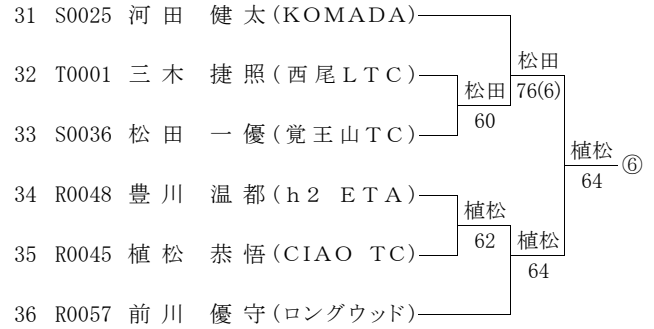 31 S0025 河田 健太(KOMADA)
松田
32 T0001 三木 捷照(西尾LTC)
松田 76(6)
60
33 S0036 松田 一優(覚王山TC)
植松 ⑥
64
34 R0048 豊川 温都(h2 ETA)
植松
62 植松
35 R0045 植松 恭悟(CIAO TC)
64
36 R0057 前川 優守(ロングウッド)